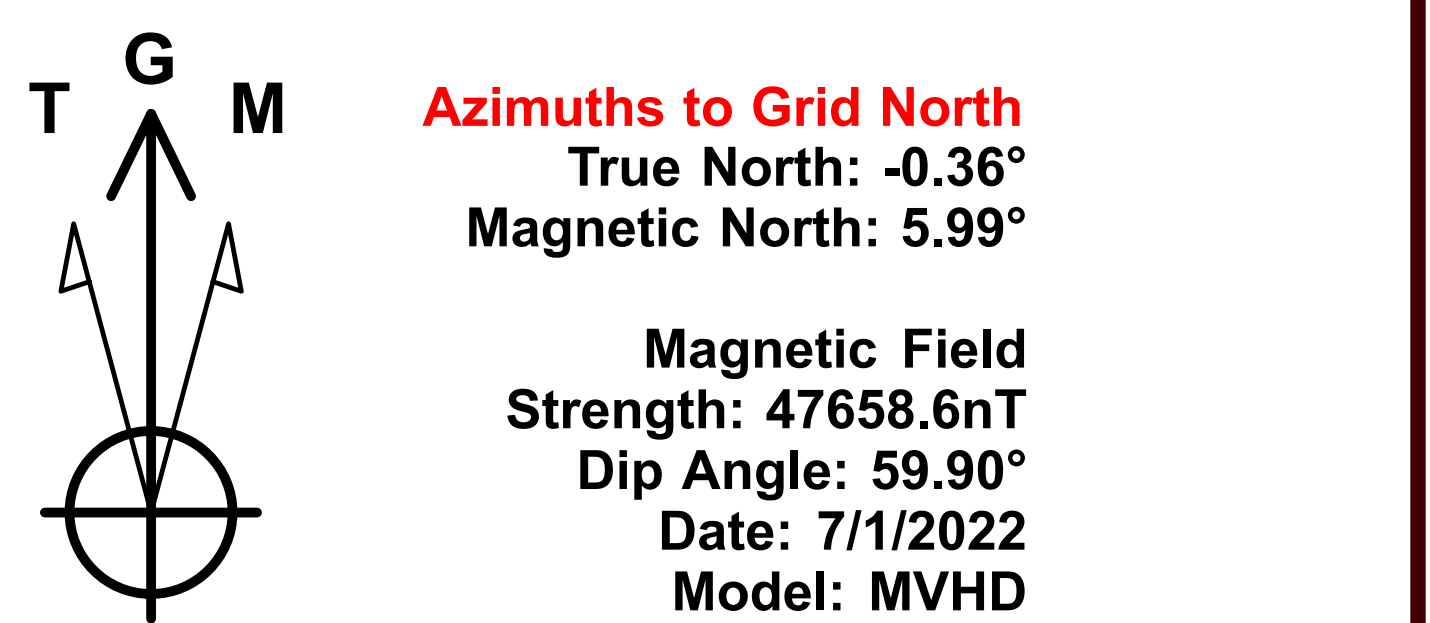 G
T M
Azimuths to Grid North
True North: -0.36°
Magnetic North: 5.99°
Magnetic Field
Strength: 47658.6nT
Dip Angle: 59.90°
Date: 7/1/2022
Model: MVHD